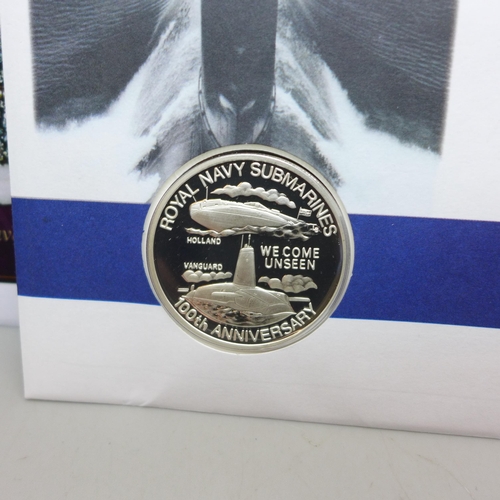 ROYAL NAVY SUBMARINES
HOLLAND
WE COME
UNSEEN
VANGUARD
100th ANNIVERSARY